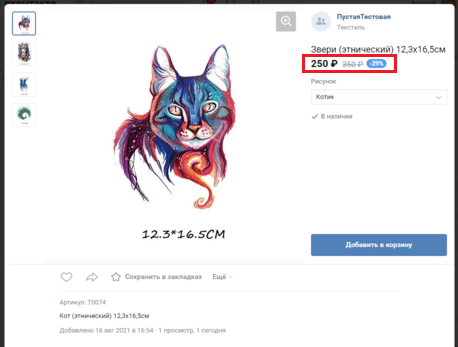 ПустаяТестовая
Текстиль
Звери (этнический) 12,3х16,5см
250 ₽ 350 ₽ -29%
Рисунок
Котик
В наличии
12.3*16.5СМ
Добавить в корзину
Сохранить в закладках Ещё
Артикул: T0074
Кот (этнический) 12,3х16,5см
Добавлено 16 авг 2021 в 16:54 · 1 просмотр, 1 сегодня